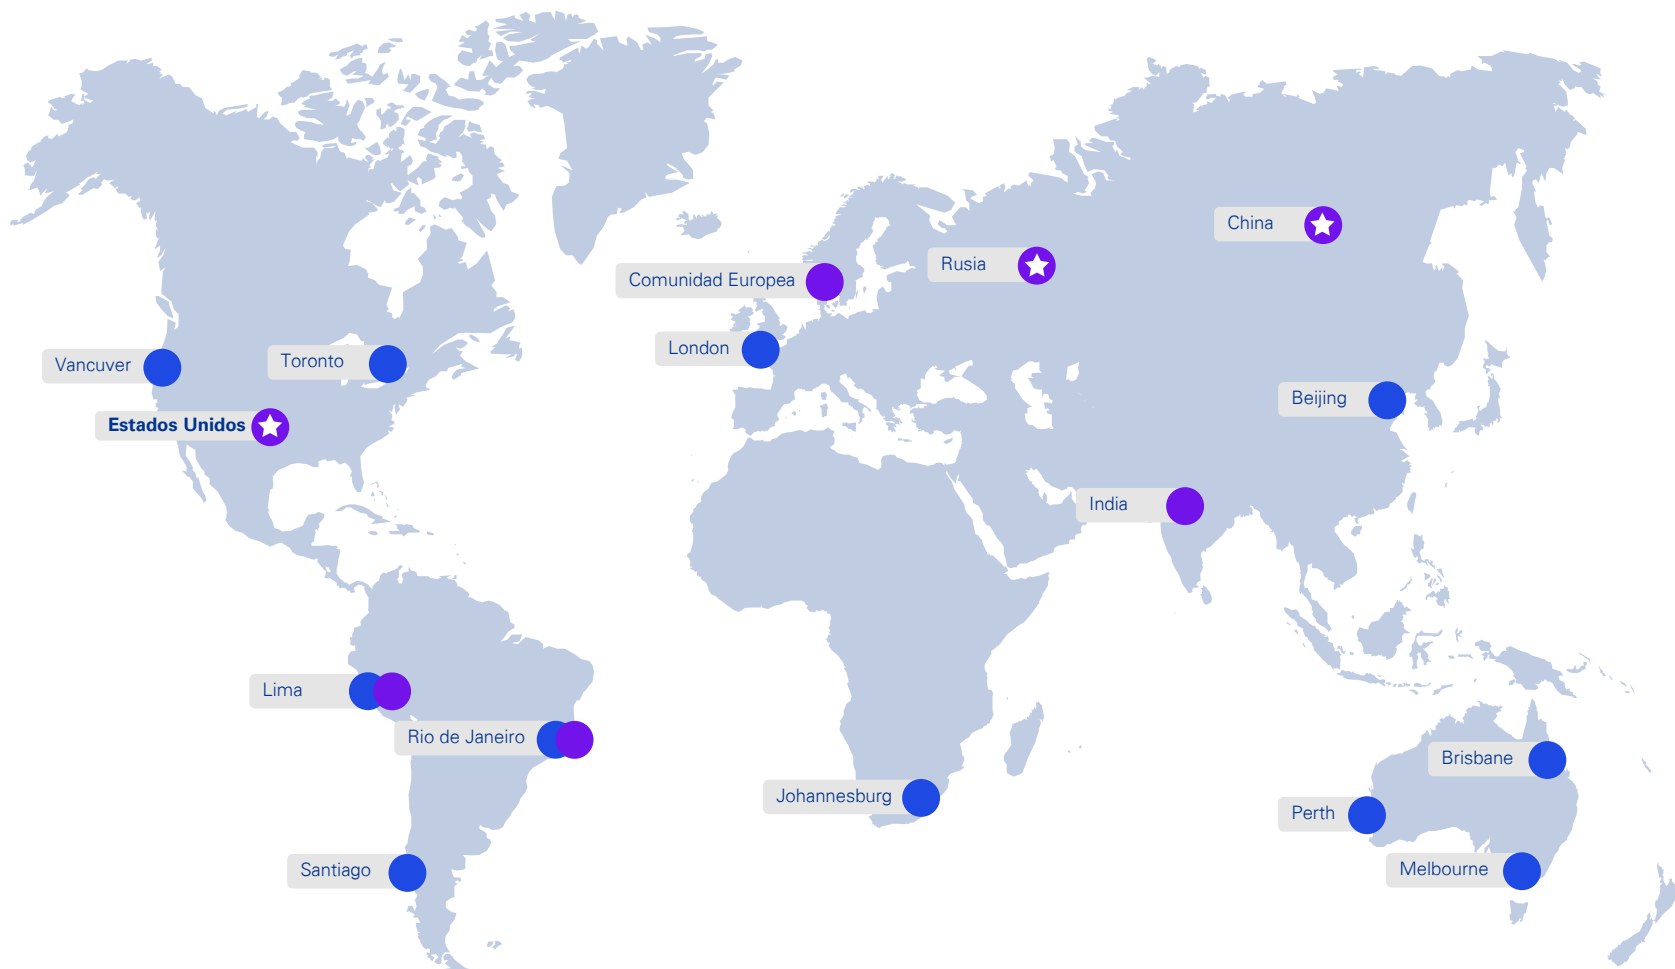 China
Rusia
Comunidad Europea
London
Vancuver
Toronto
Beijing
Estados Unidos
India
Lima
Rio de Janeiro
Brisbane
Johannesburg
Perth
Santiago
Melbourne